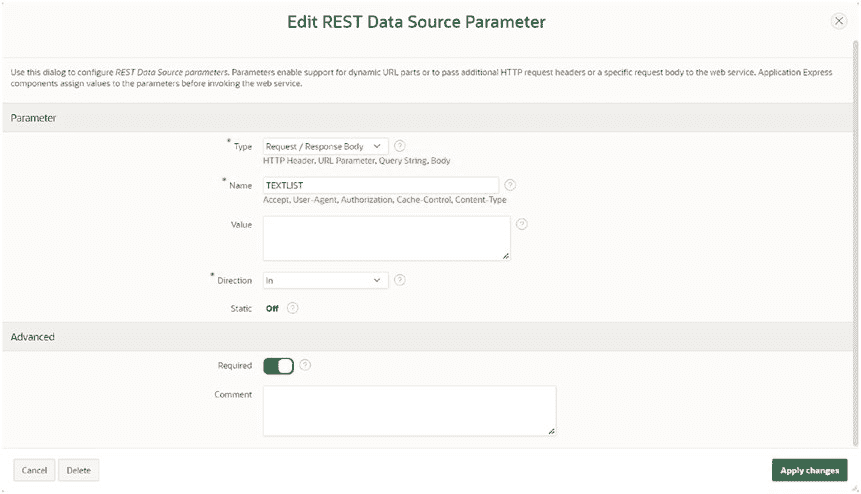 Edit REST Data Source Parameter
Use this dialog to configure REST Data Source parameters. Parameters enable support for dynamic URL parts or to pass additional HTTP request headers or a specific request body to the web service. Application Express
components assign values to the parameters before invoking the web service.
Parameter
* Type Request / Response Body ?
HTTP Header, URL Parameter, Query String, Body
* Name TEXTLIST ?
Accept, User-Agent, Authorization, Cache-Control, Content-Type
Value ?
* Direction In ?
Static Off ?
Advanced
Required ?
Comment
Cancel Delete Apply changes